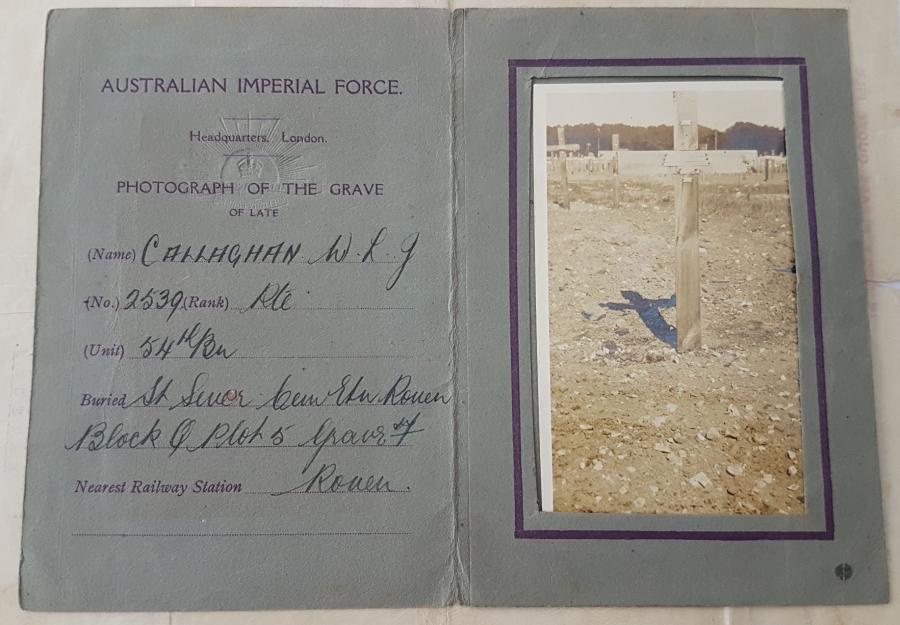 AUSTRALIAN IMPERIAL FORCE.
Headquarters, London.
PHOTOGRAPH OF THE GRAVE
OF LATE
(Name) CALLAGHAN W. L. J
(No.) 2539 (Rank) Pte
(Unit) 54th Bn
Buried St Sever Cem Extn Rouen
Block Q Plot 5 Grave 7
Nearest Railway Station Rouen.